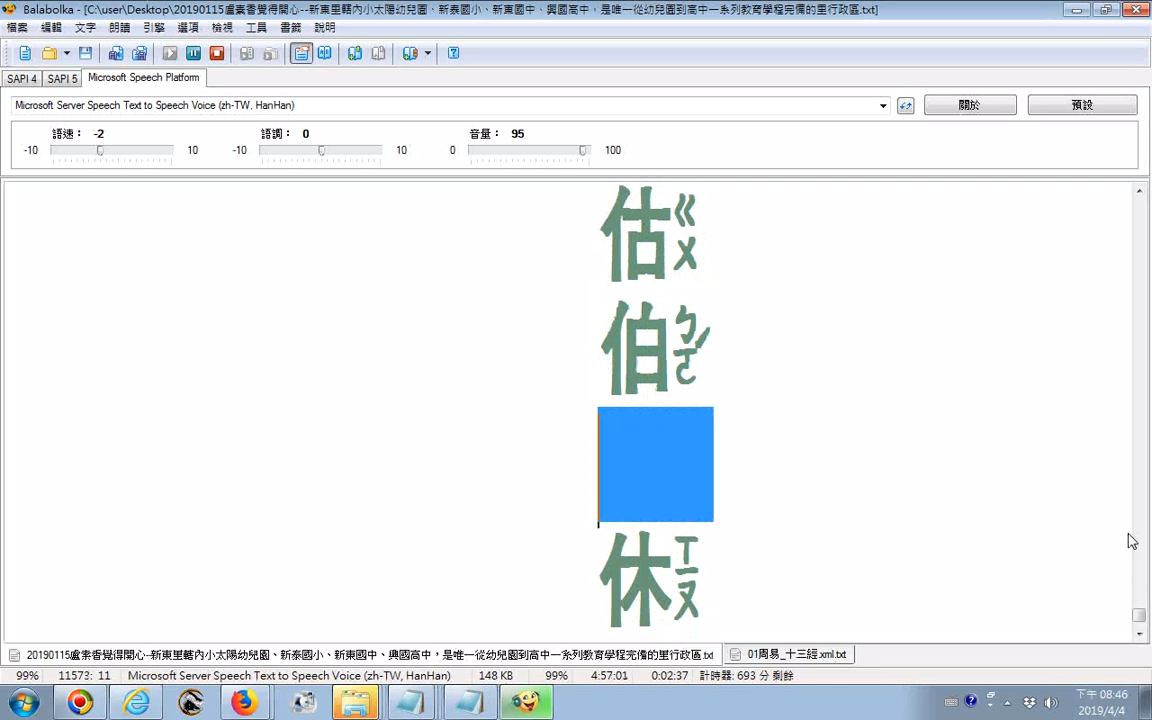 Balabolka - [C:\user\Desktop\20190115盧素香覺得開心--新東里轄內小太陽幼兒園、新泰國小、新東國中、興國高中，是唯一從幼兒園到高中一系列教育學程完備的里行政區.txt]
檔案 編輯 文字 朗讀 引擎 選項 檢視 工具 書籤 說明
SAPI 4 SAPI 5 Microsoft Speech Platform
Microsoft Server Speech Text to Speech Voice (zh-TW, HanHan) 關於 預設
語速： -2 語調： 0 音量： 95
-10 10 -10 10 0 100
估ㄍㄨ
伯ㄅㄛˊ
休ㄒㄧㄡ
20190115盧素香覺得開心--新東里轄內小太陽幼兒園、新泰國小、新東國中、興國高中，是唯一從幼兒園到高中一系列教育學程完備的里行政區.txt 01周易_十三經.xml.txt
99% 11573: 11 Microsoft Server Speech Text to Speech Voice (zh-TW, HanHan) 148 KB 99% 4:57:01 0:02:37 計時器: 693 分 剩餘
下午 08:46
2019/4/4